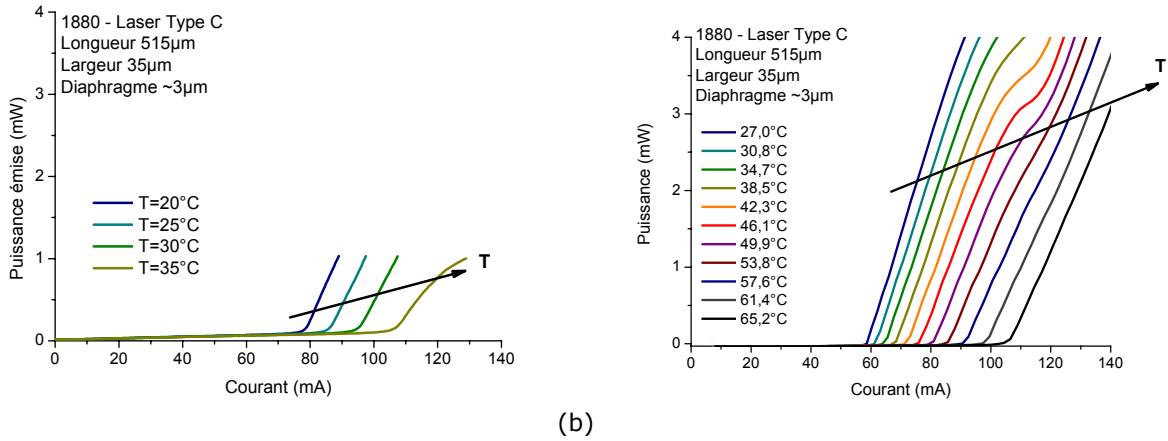 1880 - Laser Type C
Longueur 515µm
Largeur 35µm
Diaphragme ~3µm
Puissance émise (mW)
4
3
2
1
0
T=20°C
T=25°C
T=30°C
T=35°C
T
0 20 40 60 80 100 120 140
Courant (mA)
1880 - Laser Type C
Longueur 515µm
Largeur 35µm
Diaphragme ~3µm
Puissance (mW)
4
3
2
1
0
27,0°C
30,8°C
34,7°C
38,5°C
42,3°C
46,1°C
49,9°C
53,8°C
57,6°C
61,4°C
65,2°C
T
0 20 40 60 80 100 120 140
Courant (mA)
(b)